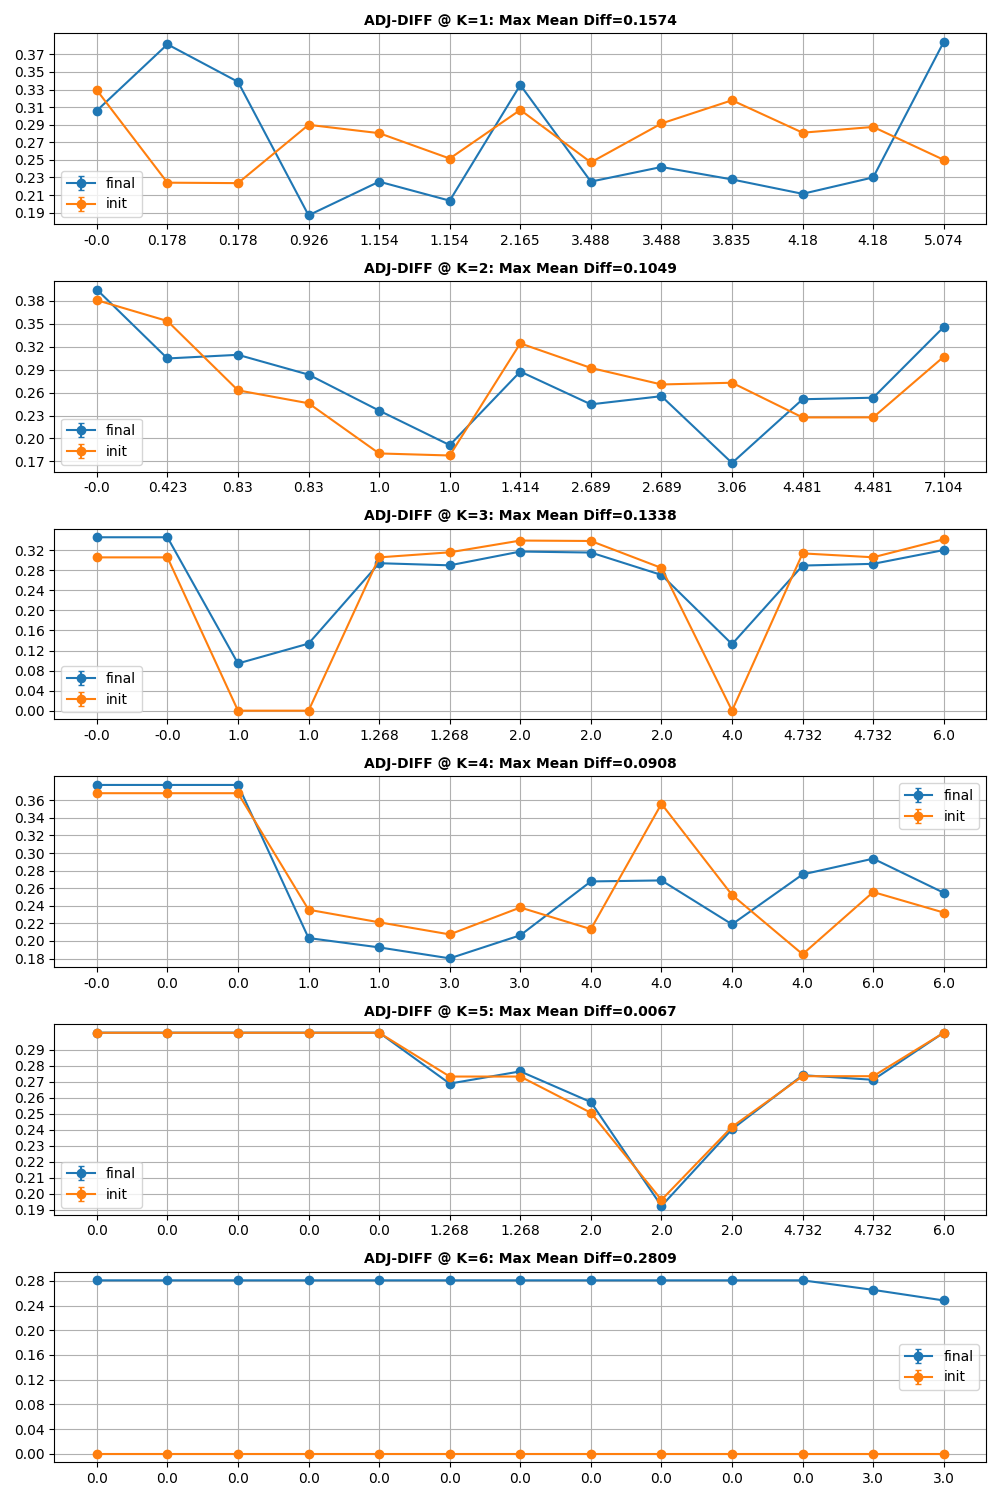 ADJ-DIFF @ K=1: Max Mean Diff=0.1574
0.37
0.35
0.33
0.31
0.29
0.27
0.25
0.23
0.21
0.19
final
init
-0.0 0.178 0.178 0.926 1.154 1.154 2.165 3.488 3.488 3.835 4.18 4.18 5.074
ADJ-DIFF @ K=2: Max Mean Diff=0.1049
0.38
0.35
0.32
0.29
0.26
0.23
0.20
0.17
final
init
-0.0 0.423 0.83 0.83 1.0 1.0 1.414 2.689 2.689 3.06 4.481 4.481 7.104
ADJ-DIFF @ K=3: Max Mean Diff=0.1338
0.32
0.28
0.24
0.20
0.16
0.12
0.08
0.04
0.00
final
init
-0.0 -0.0 1.0 1.0 1.268 1.268 2.0 2.0 2.0 4.0 4.732 4.732 6.0
ADJ-DIFF @ K=4: Max Mean Diff=0.0908
0.36
0.34
0.32
0.30
0.28
0.26
0.24
0.22
0.20
0.18
final
init
-0.0 0.0 0.0 1.0 1.0 3.0 3.0 4.0 4.0 4.0 4.0 6.0 6.0
ADJ-DIFF @ K=5: Max Mean Diff=0.0067
0.29
0.28
0.27
0.26
0.25
0.24
0.23
0.22
0.21
0.20
0.19
final
init
0.0 0.0 0.0 0.0 0.0 1.268 1.268 2.0 2.0 2.0 4.732 4.732 6.0
ADJ-DIFF @ K=6: Max Mean Diff=0.2809
0.28
0.24
0.20
0.16
0.12
0.08
0.04
0.00
final
init
0.0 0.0 0.0 0.0 0.0 0.0 0.0 0.0 0.0 0.0 0.0 3.0 3.0